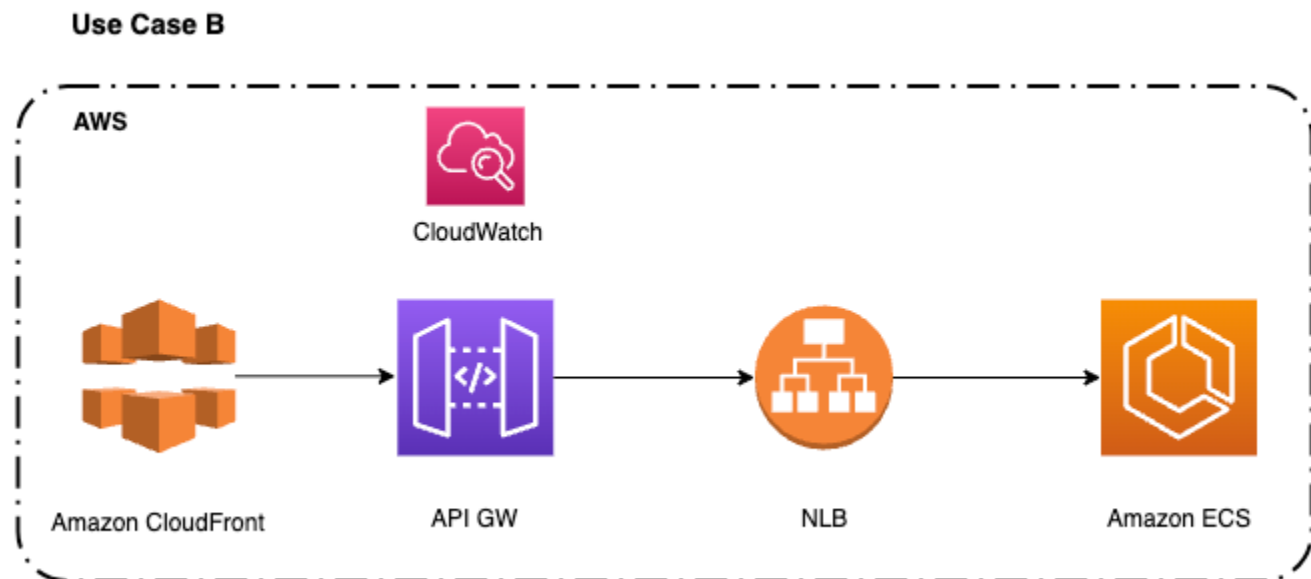 Use Case B
AWS
CloudWatch
</>
Amazon CloudFront
API GW
NLB
Amazon ECS